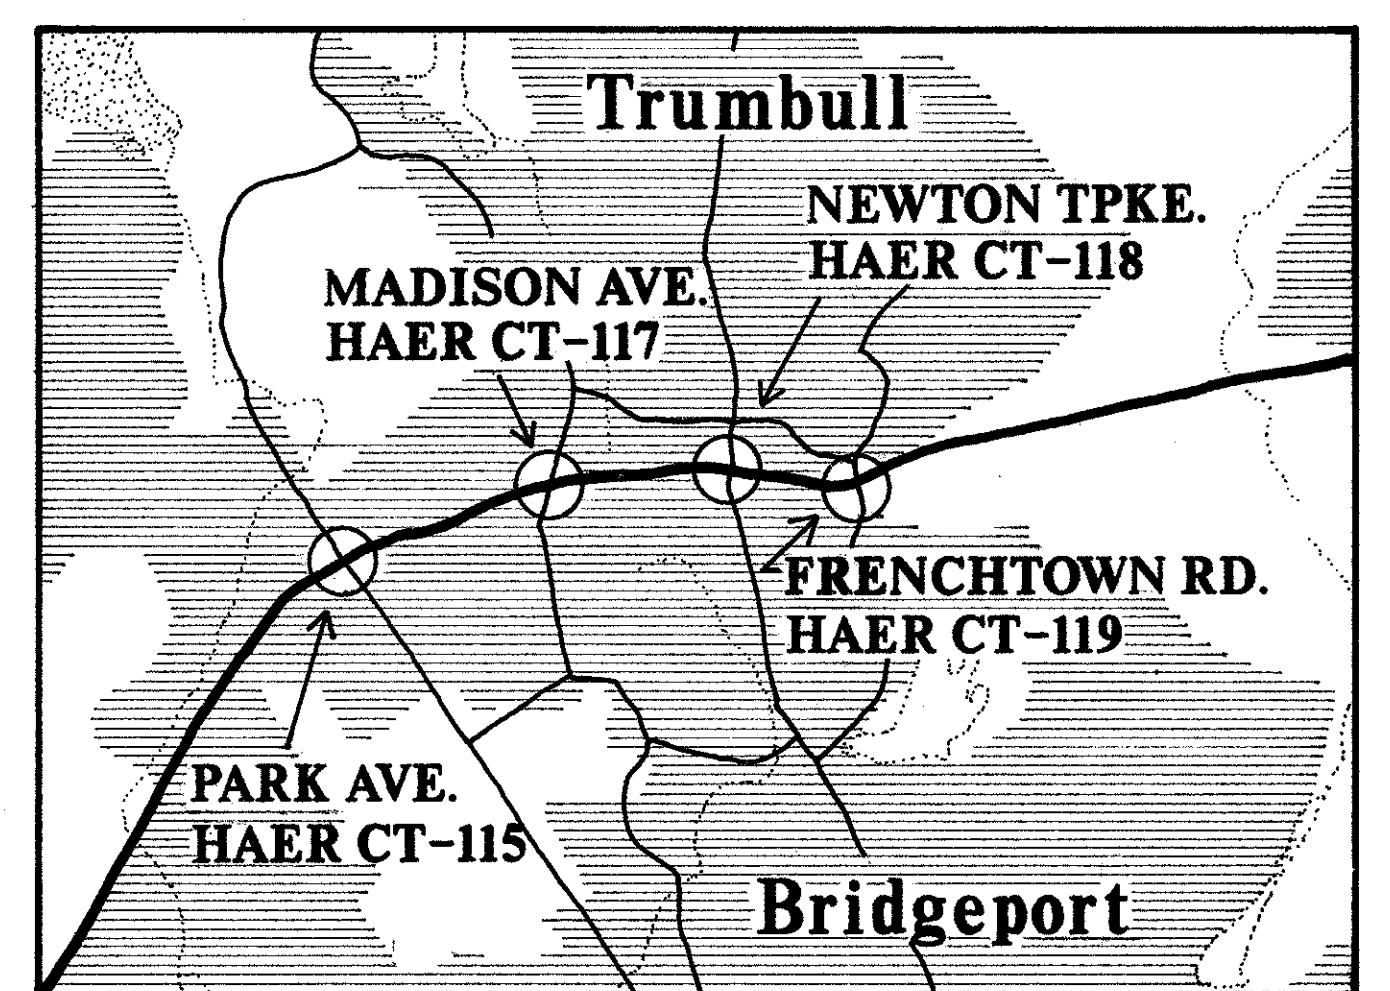 Trumbull
NEWTON TPKE.
HAER CT-118
MADISON AVE.
HAER CT-117
FRENCHTOWN RD.
HAER CT-119
PARK AVE.
HAER CT-115
Bridgeport